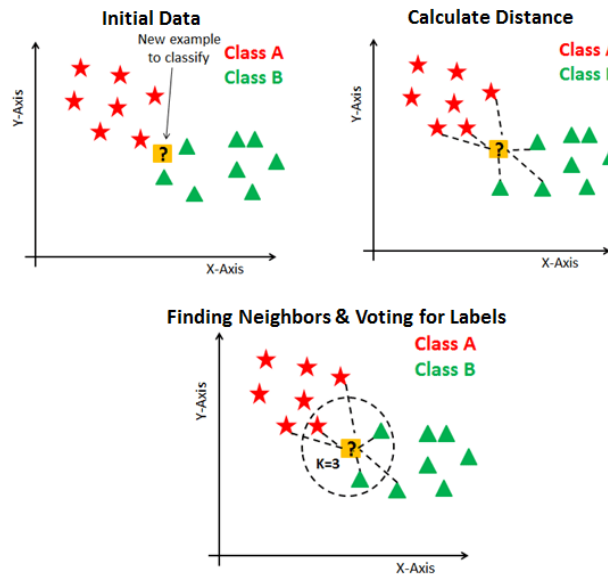 Initial Data
New example
to classify
Class A
Class B
?
Y-Axis
X-Axis
Calculate Distance
Class A
Class B
?
Y-Axis
X-Axis
Finding Neighbors & Voting for Labels
Class A
Class B
?
K=3
Y-Axis
X-Axis